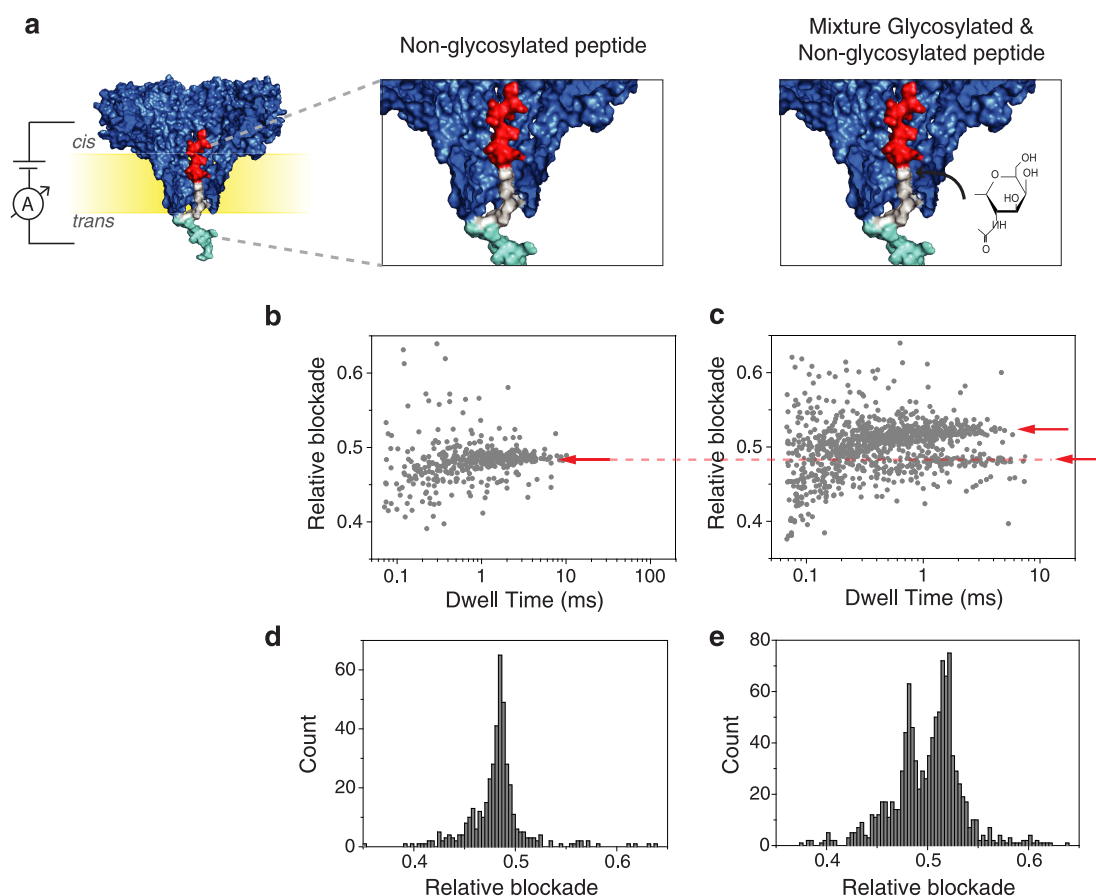 a
Non-glycosylated peptide
Mixture Glycosylated &
Non-glycosylated peptide
cis
A
trans
O
OH
OH
HO
NH
O
b
c
Relative blockade
0.6
0.5
0.4
0.1
1
10
100
Dwell Time (ms)
Relative blockade
0.6
0.5
0.4
0.1
1
10
Dwell Time (ms)
d
e
Count
60
40
20
0
0.4
0.5
0.6
Relative blockade
Count
80
60
40
20
0
0.4
0.5
0.6
Relative blockade